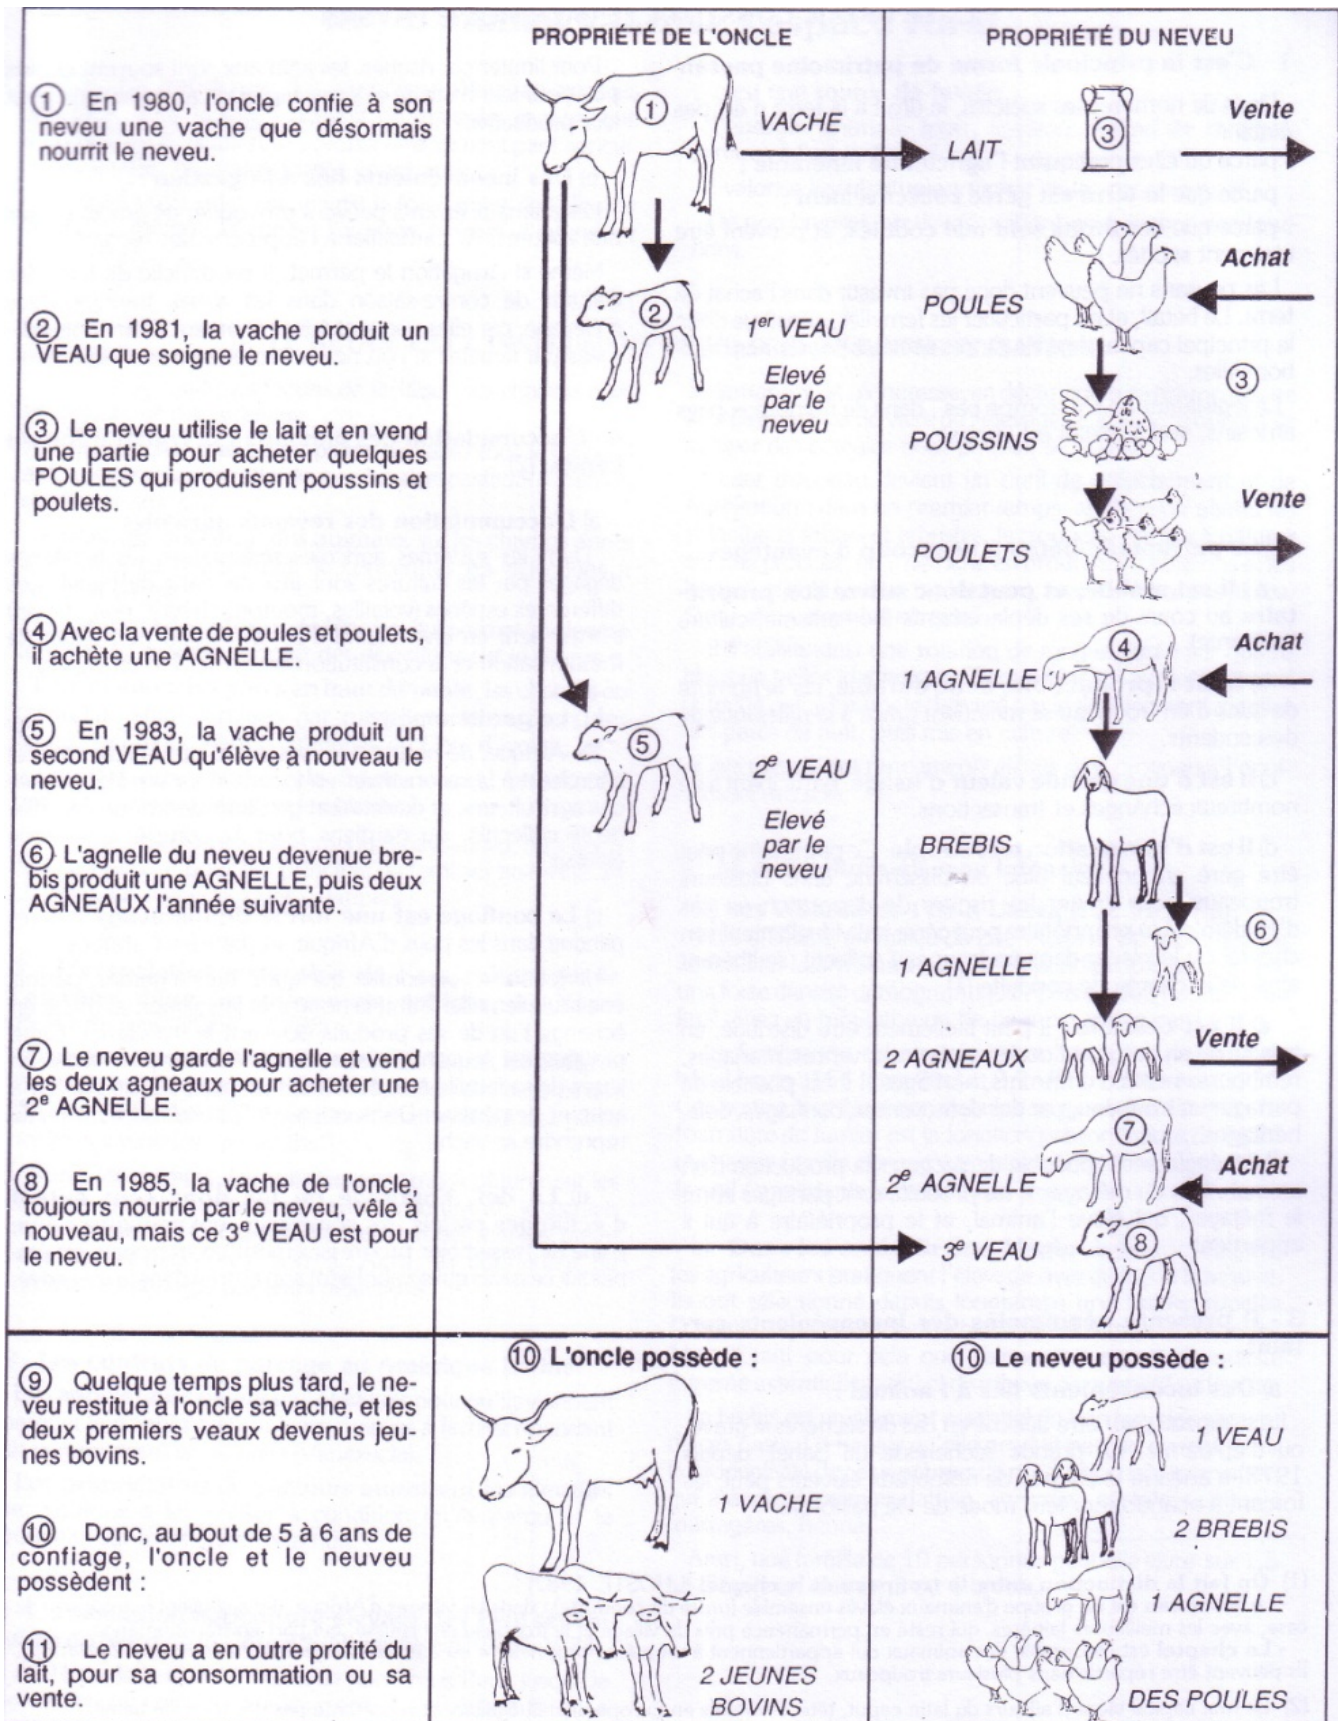 PROPRIÉTÉ DE L'ONCLE
PROPRIÉTÉ DU NEVEU
① En 1980, l'oncle confie à son
neveu une vache que désormais
nourrit le neveu.
② En 1981, la vache produit un
VEAU que soigne le neveu.
③ Le neveu utilise le lait et en vend
une partie pour acheter quelques
POULES qui produisent poussins et
poulets.
④ Avec la vente de poules et poulets,
il achète une AGNELLE.
⑤ En 1983, la vache produit un
second VEAU qu'élève à nouveau le
neveu.
⑥ L'agnelle du neveu devenue bre-
bis produit une AGNELLE, puis deux
AGNEAUX l'année suivante.
⑦ Le neveu garde l'agnelle et vend
les deux agneaux pour acheter une
2e AGNELLE.
⑧ En 1985, la vache de l'oncle,
toujours nourrie par le neveu, vêle à
nouveau, mais ce 3e VEAU est pour
le neveu.
①
VACHE
②
1er VEAU
Elevé
par le
neveu
⑤
2e VEAU
Elevé
par le
neveu
LAIT
③
Vente
POULES
Achat
③
POUSSINS
POULETS
Vente
1 AGNELLE
④
Achat
BREBIS
⑥
1 AGNELLE
2 AGNEAUX
Vente
⑦
2e AGNELLE
Achat
3e VEAU
⑧
⑨ Quelque temps plus tard, le ne-
veu restitue à l'oncle sa vache, et les
deux premiers veaux devenus jeu-
nes bovins.
⑩ Donc, au bout de 5 à 6 ans de
confiage, l'oncle et le neuveu
possèdent :
⑪ Le neveu a en outre profité du
lait, pour sa consommation ou sa
vente.
⑩ L'oncle possède :
1 VACHE
2 JEUNES
BOVINS
⑩ Le neveu possède :
1 VEAU
2 BREBIS
1 AGNELLE
DES POULES